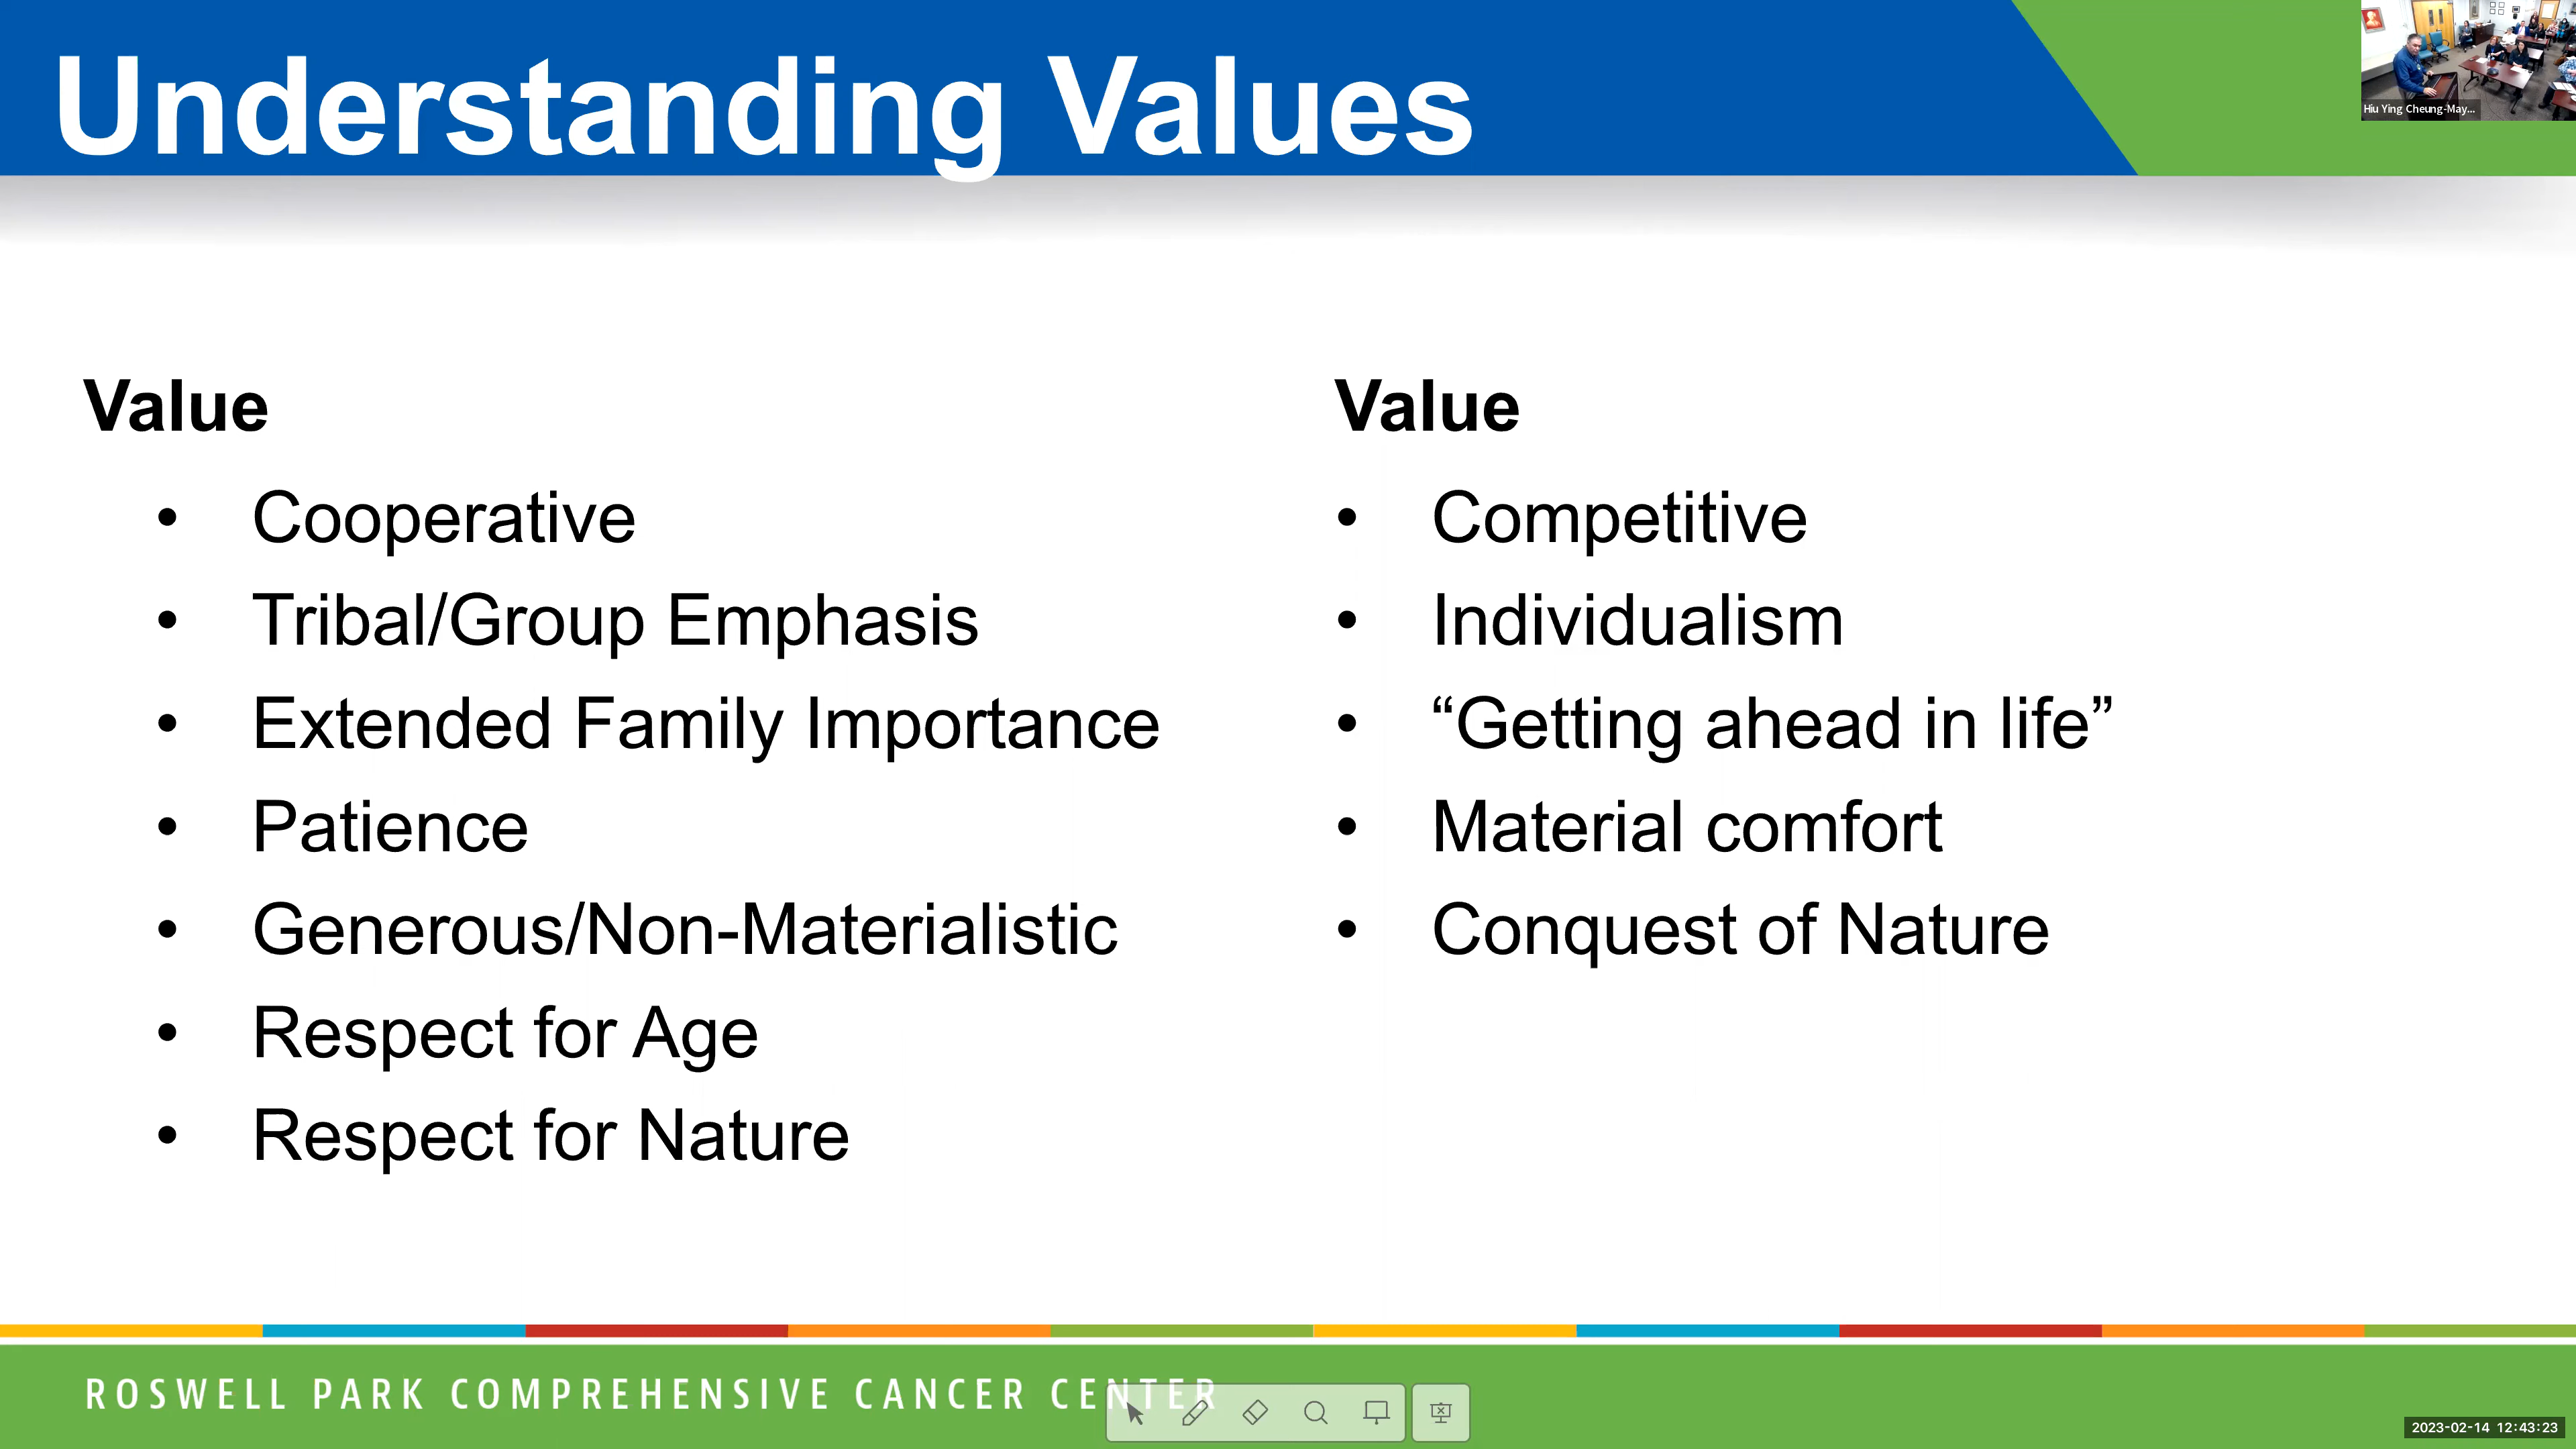 Understanding Values
Hiu Ying Cheung-May...
Value
• Cooperative
• Tribal/Group Emphasis
• Extended Family Importance
• Patience
• Generous/Non-Materialistic
• Respect for Age
• Respect for Nature
Value
• Competitive
• Individualism
• “Getting ahead in life”
• Material comfort
• Conquest of Nature
ROSWELL PARK COMPREHENSIVE CANCER CENTER
2023-02-14 12:43:23